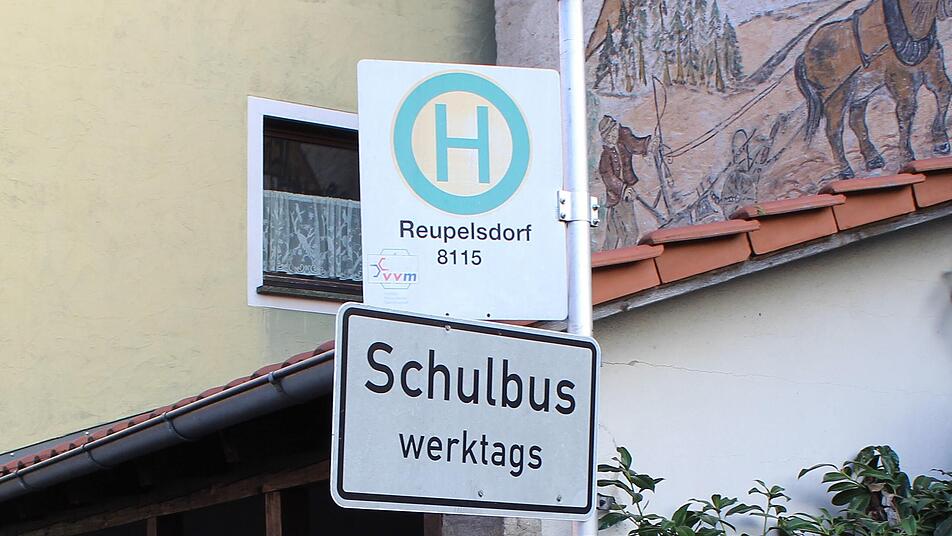 H
Reupelsdorf
8115
vvm
Schulbus
werktags